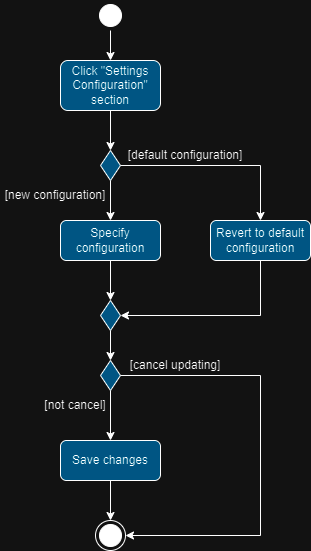 Click "Settings
Configuration"
section
[default configuration]
[new configuration]
Specify
configuration
Revert to default
configuration
[cancel updating]
[not cancel]
Save changes